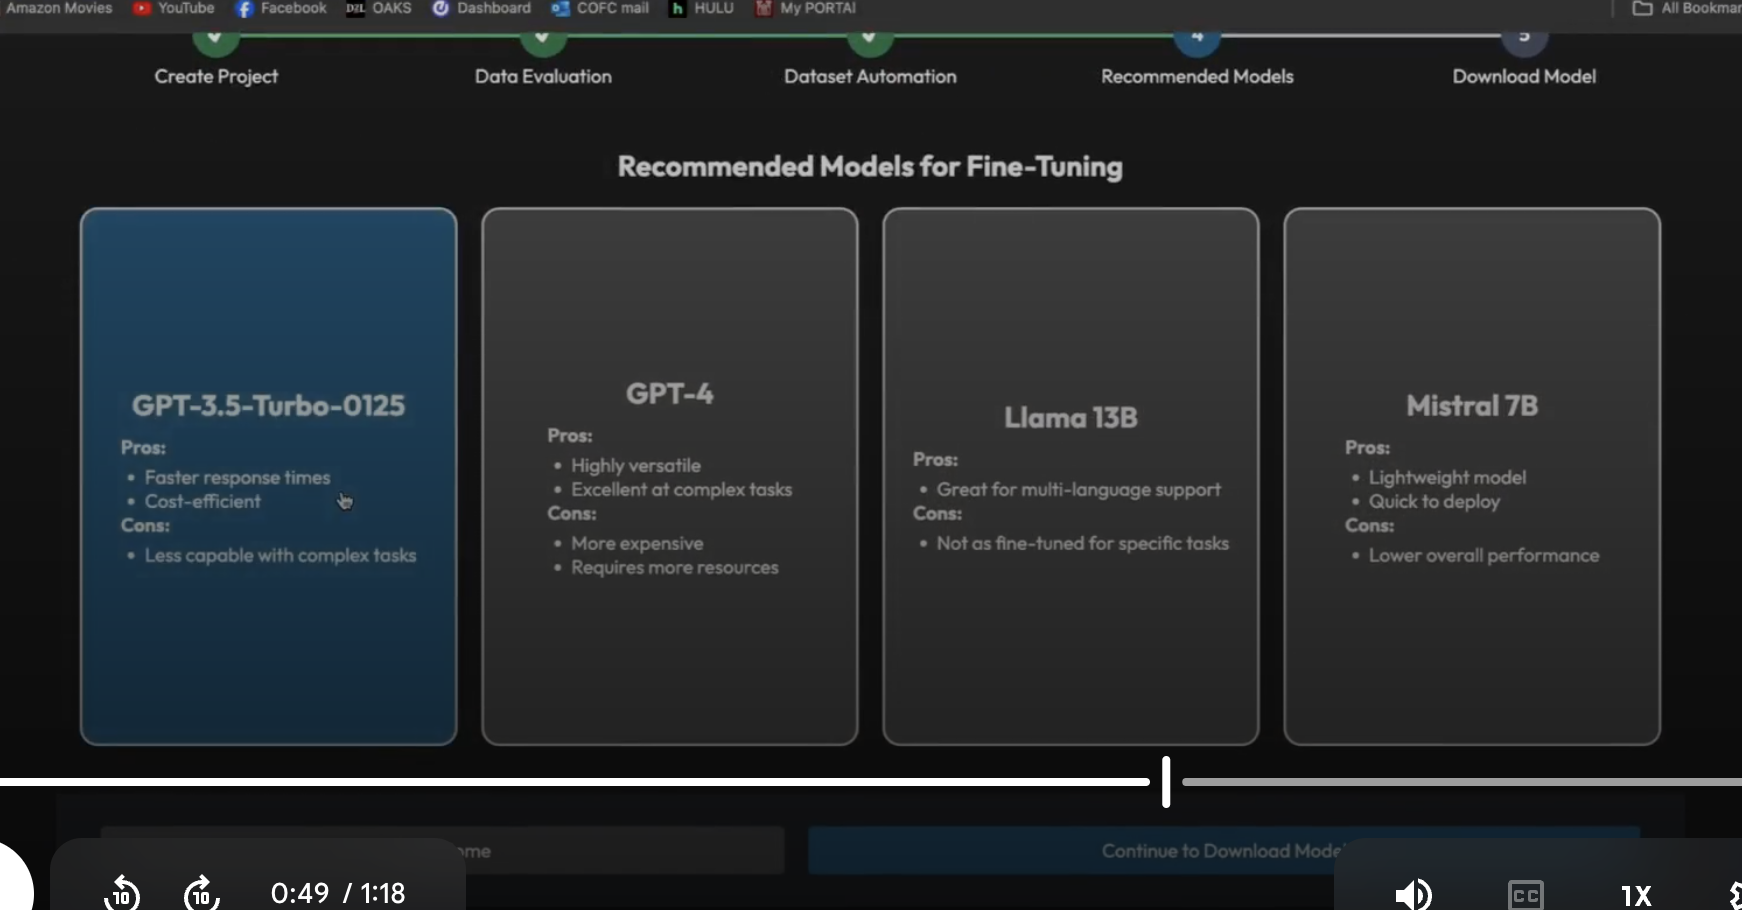 Amazon Movies YouTube Facebook D2L OAKS Dashboard COFC mail h HULU My PORTAl All Bookmar
4 5
Create Project Data Evaluation Dataset Automation Recommended Models Download Model
Recommended Models for Fine-Tuning
GPT-3.5-Turbo-0125
Pros:
• Faster response times
• Cost-efficient
Cons:
• Less capable with complex tasks
GPT-4
Pros:
• Highly versatile
• Excellent at complex tasks
Cons:
• More expensive
• Requires more resources
Llama 13B
Pros:
• Great for multi-language support
Cons:
• Not as fine-tuned for specific tasks
Mistral 7B
Pros:
• Lightweight model
• Quick to deploy
Cons:
• Lower overall performance
ome Continue to Download Model
10 10 0:49 / 1:18 CC 1X